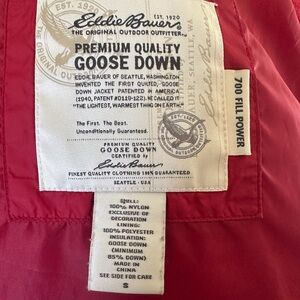 EST. 1920
Eddie Bauer
THE ORIGINAL OUTDOOR OUTFITTER
PREMIUM QUALITY
GOOSE DOWN
EDDIE BAUER OF SEATTLE, WASHINGTON
INVENTED THE FIRST QUILTED, GOOSE
DOWN JACKET PATENTED IN AMERICA
(1940, PATENT #D119-122). HE CALLED IT
"THE LIGHTEST, WARMEST THING ON EARTH."
The First. The Best.
Unconditionally Guaranteed.
PREMIUM QUALITY
GOOSE DOWN
CERTIFIED by
Eddie Bauer
FINEST QUALITY CLOTHING 100% GUARANTEED
SEATTLE - USA
700 FILL POWER
SHELL:
100% NYLON
EXCLUSIVE OF
DECORATION
LINING:
100% POLYESTER
INSULATION:
GOOSE DOWN
(MINIMUM
85% DOWN)
MADE IN
CHINA
SEE SIDE FOR CARE
S